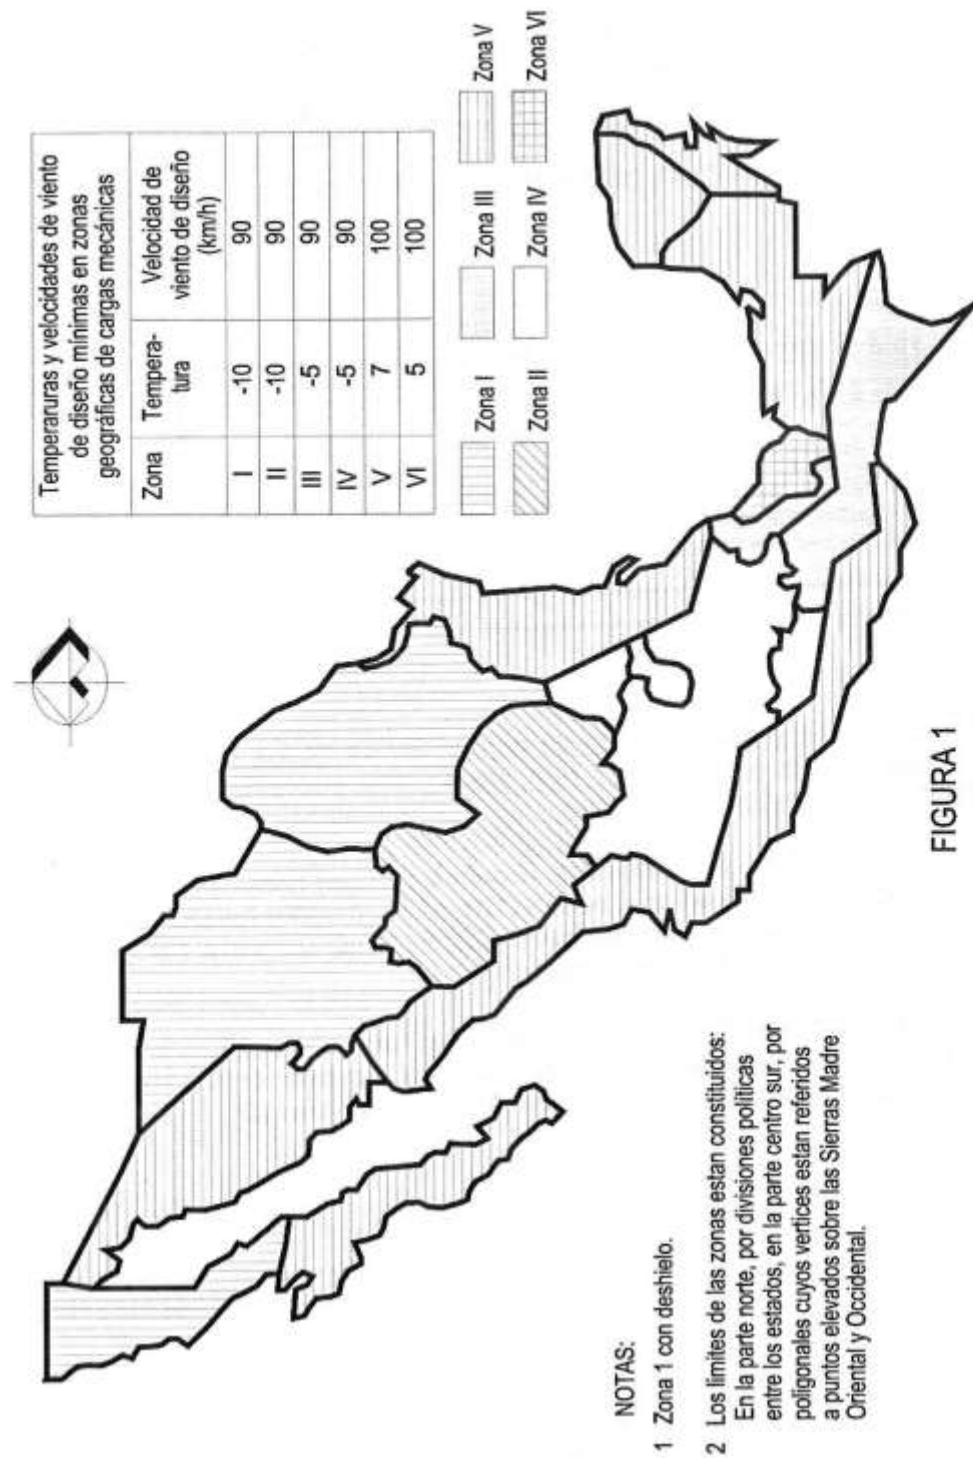 Temperaruras y velocidades de viento
de diseño mínimas en zonas
geográficas de cargas mecánicas
Zona
Tempera-
tura
Velocidad de
viento de diseño
(km/h)
I -10 90
II -10 90
III -5 90
IV -5 90
V 7 100
VI 5 100
Zona I
Zona III
Zona V
Zona II
Zona IV
Zona VI
NOTAS:
1 Zona 1 con deshielo.
2 Los limites de las zonas estan constituidos:
En la parte norte, por divisiones políticas
entre los estados, en la parte centro sur, por
poligonales cuyos vertices estan referidos
a puntos elevados sobre las Sierras Madre
Oriental y Occidental.
FIGURA 1